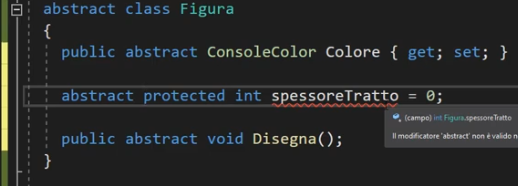 abstract class Figura
{
public abstract ConsoleColor Colore { get; set; }
abstract protected int spessoreTratto = 0;
(campo) int Figura.spessoreTratto
Il modificatore 'abstract' non è valido
public abstract void Disegna();
}